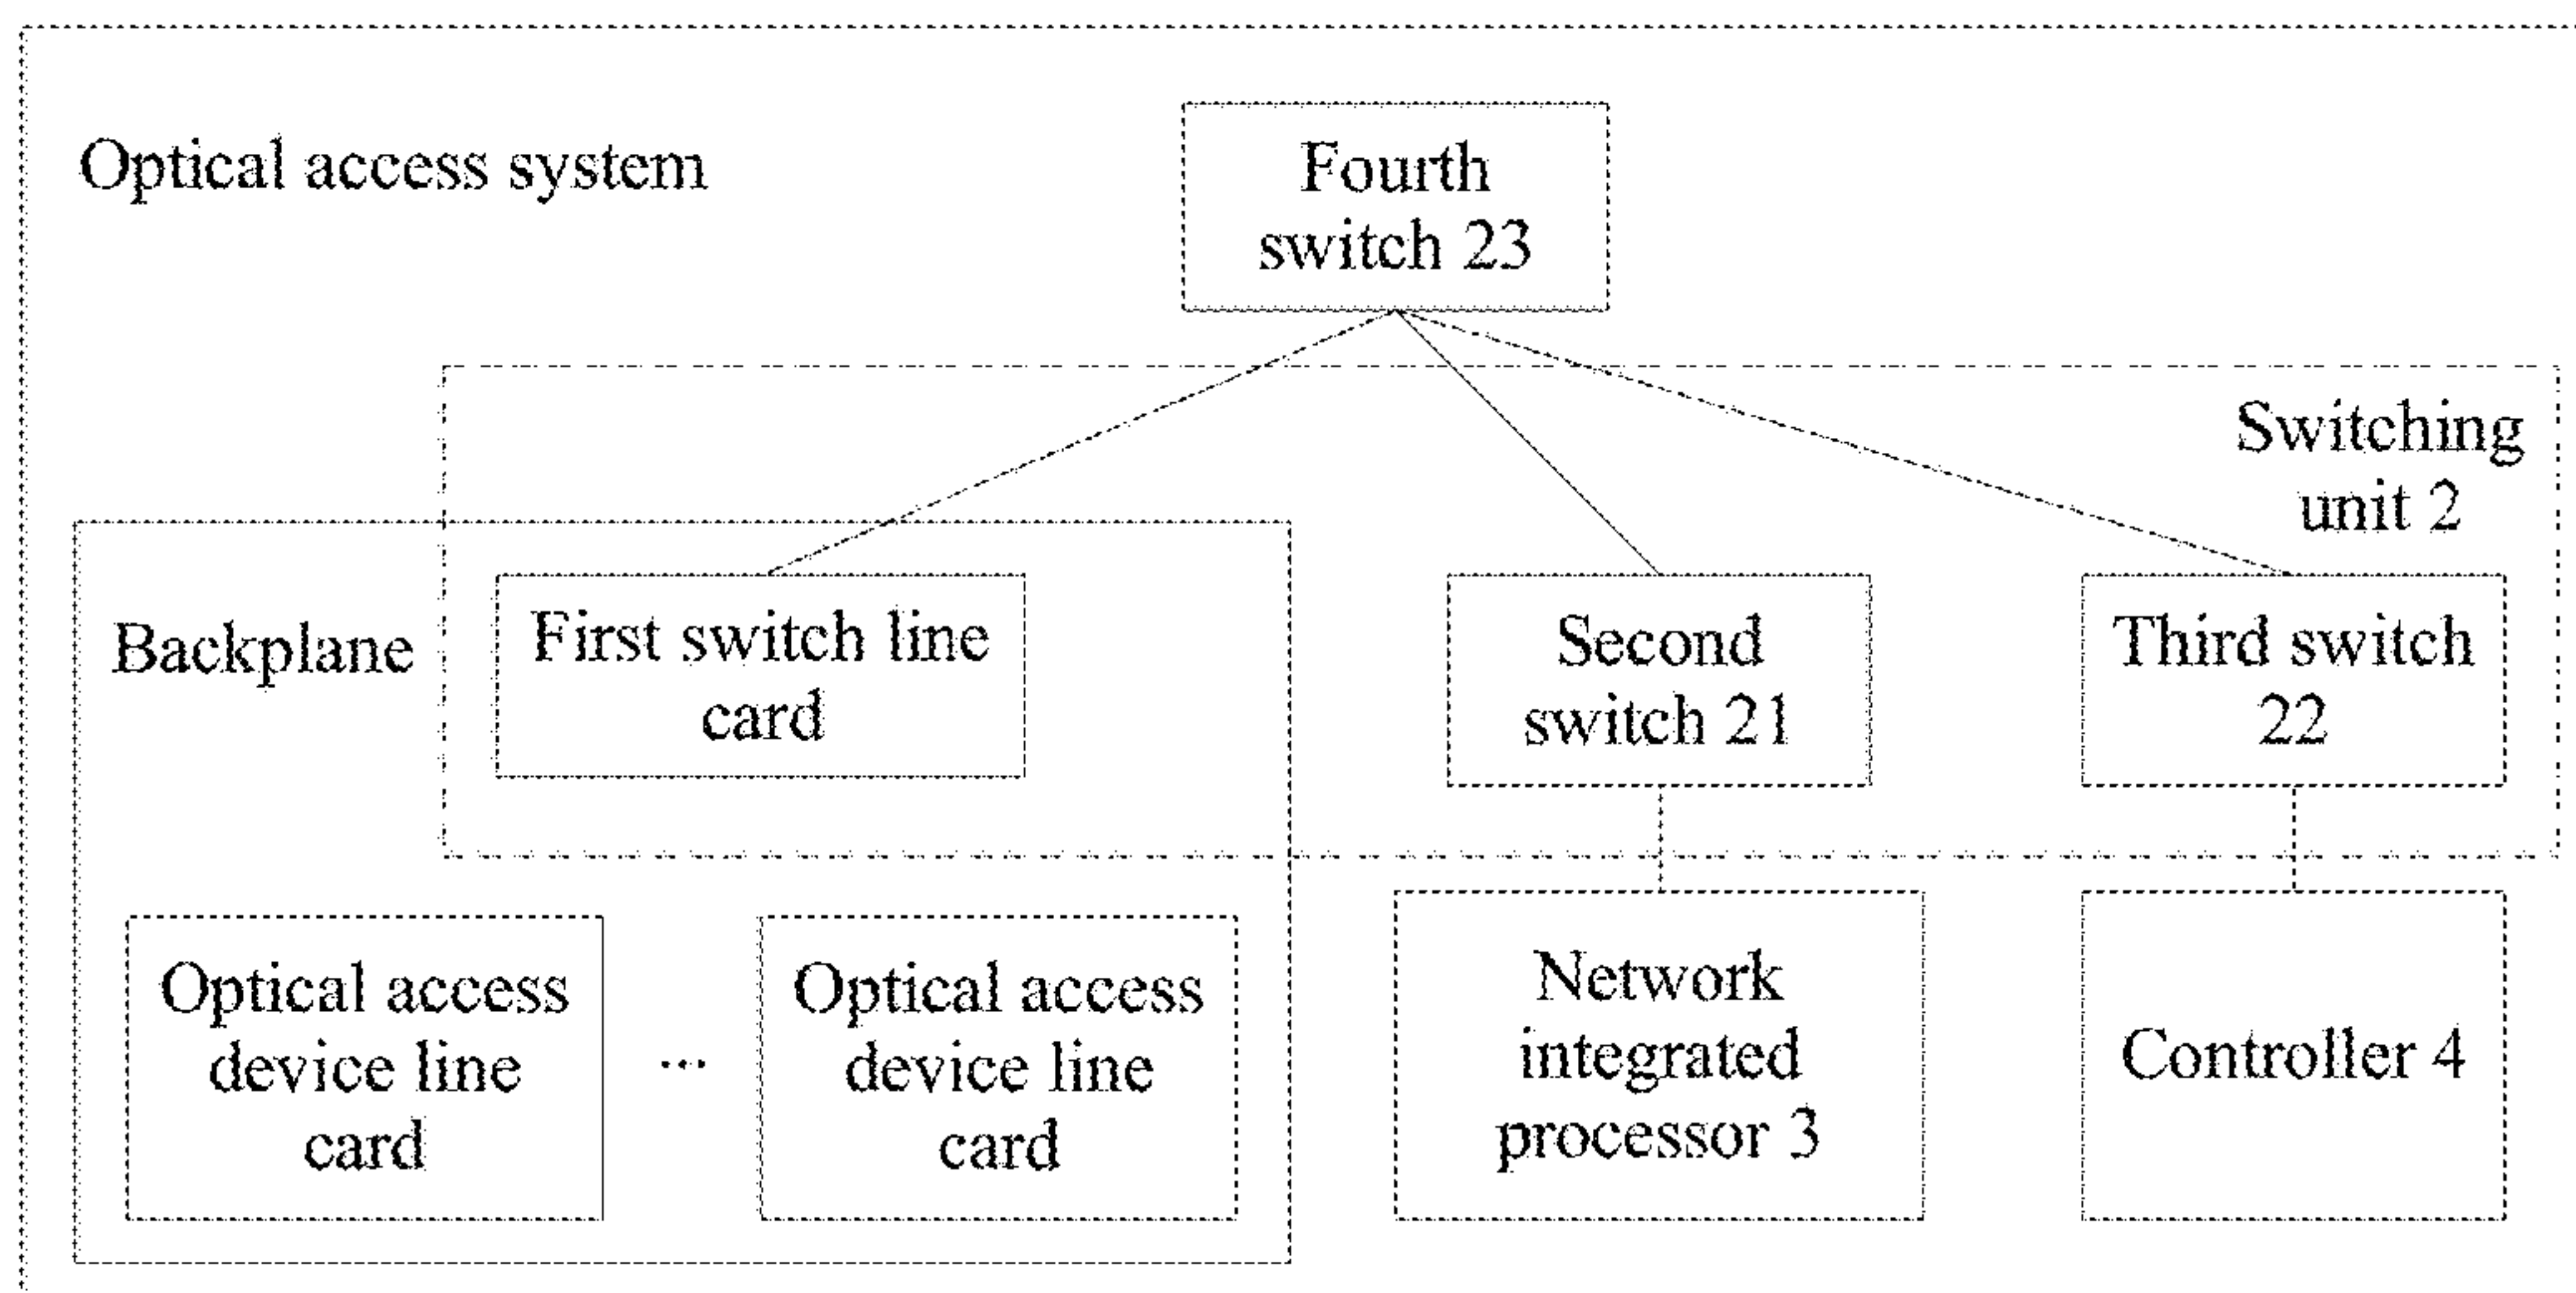 Optical access system
Fourth
switch 23
Switching
unit 2
Backplane
First switch line
card
Second
switch 21
Third switch
22
Optical access
device line
card
...
Optical access
device line
card
Network
integrated
processor 3
Controller 4